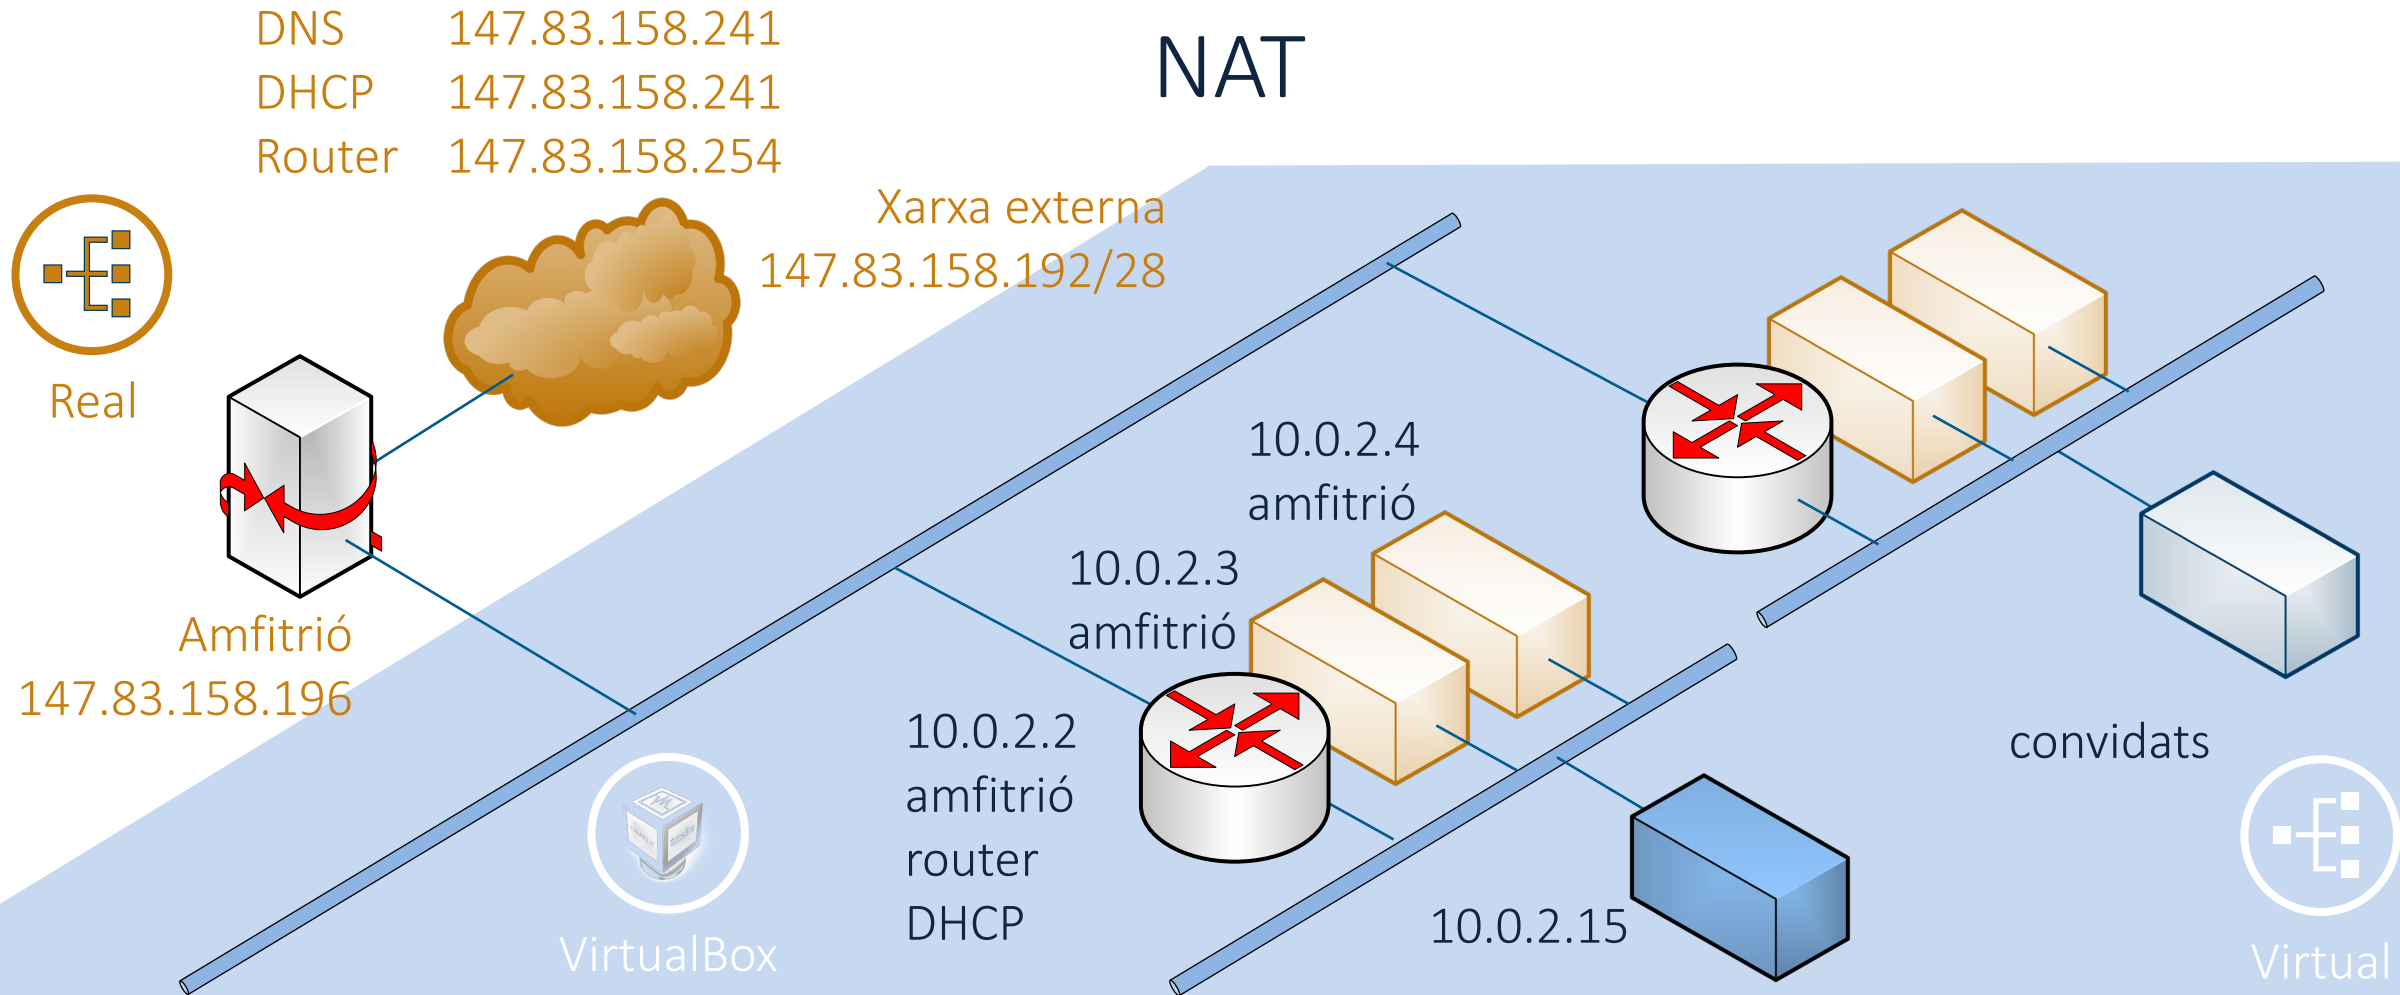 DNS 147.83.158.241
DHCP 147.83.158.241
Router 147.83.158.254
NAT
Xarxa externa
147.83.158.192/28
Real
Amfitrió
147.83.158.196
10.0.2.4
amfitrió
10.0.2.3
amfitrió
10.0.2.2
amfitrió
router
DHCP
10.0.2.15
convidats
VirtualBox
Virtual